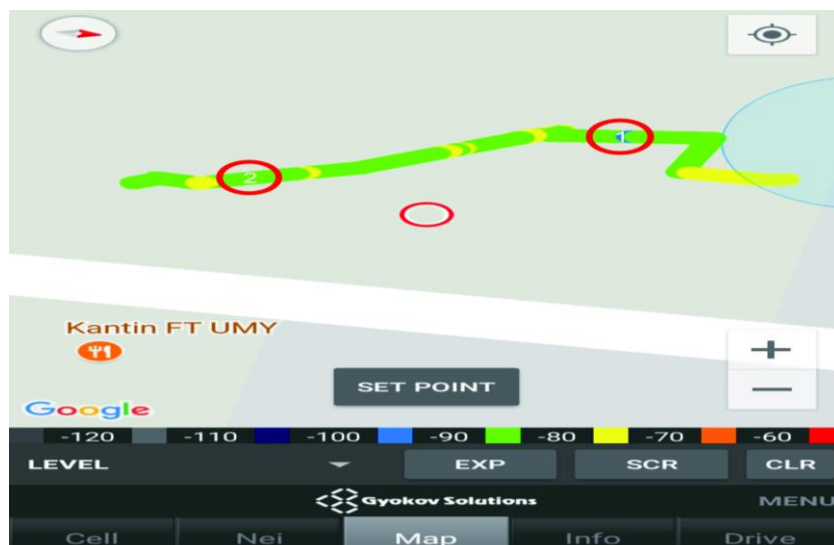 1
2
Kantin FT UMY
SET POINT
+
−
Google
-120 -110 -100 -90 -80 -70 -60
LEVEL EXP SCR CLR
Gyokov Solutions MENU
Cell Nei Map Info Drive